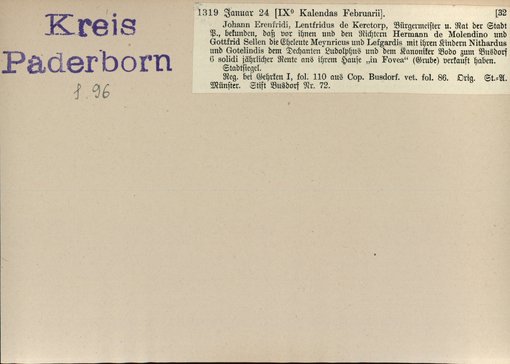 Kreis
Paderborn
f 96
1319 Januar 24 [IXº Kalendas Februarii]. [32
Johann Erenfridi, Lentfridus de Kerctorp, Bürgermeister u. Rat der Stadt
P., bekunden, daß vor ihnen und den Richtern Hermann de Molendino und
Gottfrid Sellen die Eheleute Meynricus und Lefgardis mit ihren Kindern Nithardus
und Gotelindis dem Dechanten Ludolphus und dem Kanoniker Bodo zum Busdorf
6 solidi jährlicher Rente aus ihrem Hause „in Fovea“ (Grube) verkauft haben.
Stadtsiegel.
Reg. bei Gehrken I, fol. 110 aus Cop. Busdorf. vet. fol. 86. Orig. St.-A.
Münster. Stift Busdorf Nr. 72.